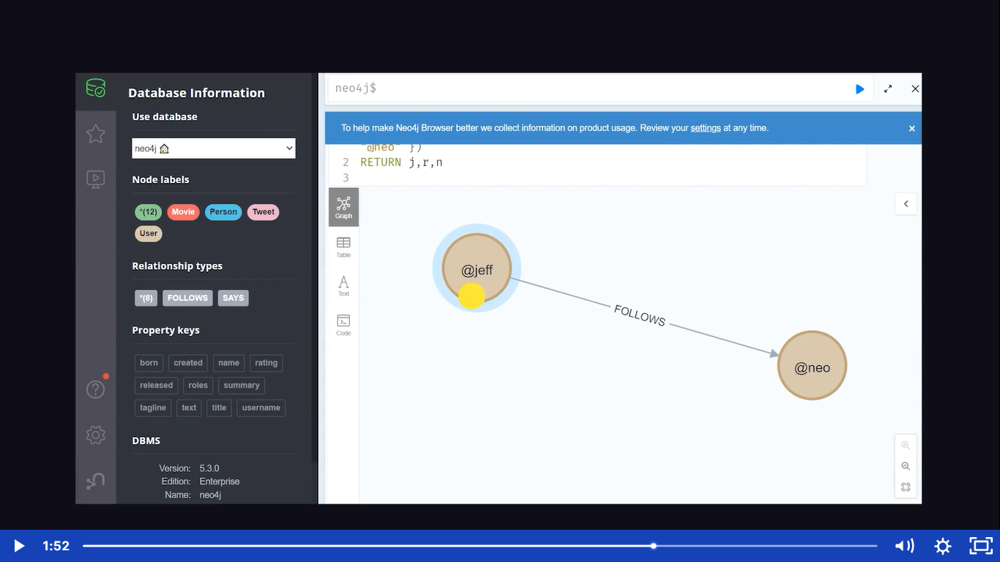 Database Information
Use database
neo4j
Node labels
*(12) Movie Person Tweet
User
Relationship types
*(8) FOLLOWS SAYS
Property keys
born created name rating
released roles summary
tagline text title username
DBMS
Version: 5.3.0
Edition: Enterprise
Name: neo4j
neo4j$
To help make Neo4j Browser better we collect information on product usage. Review your settings at any time.
"@neo" })
2 RETURN j,r,n
3
Graph
Table
A
Text
Code
@jeff
FOLLOWS
@neo
1:52